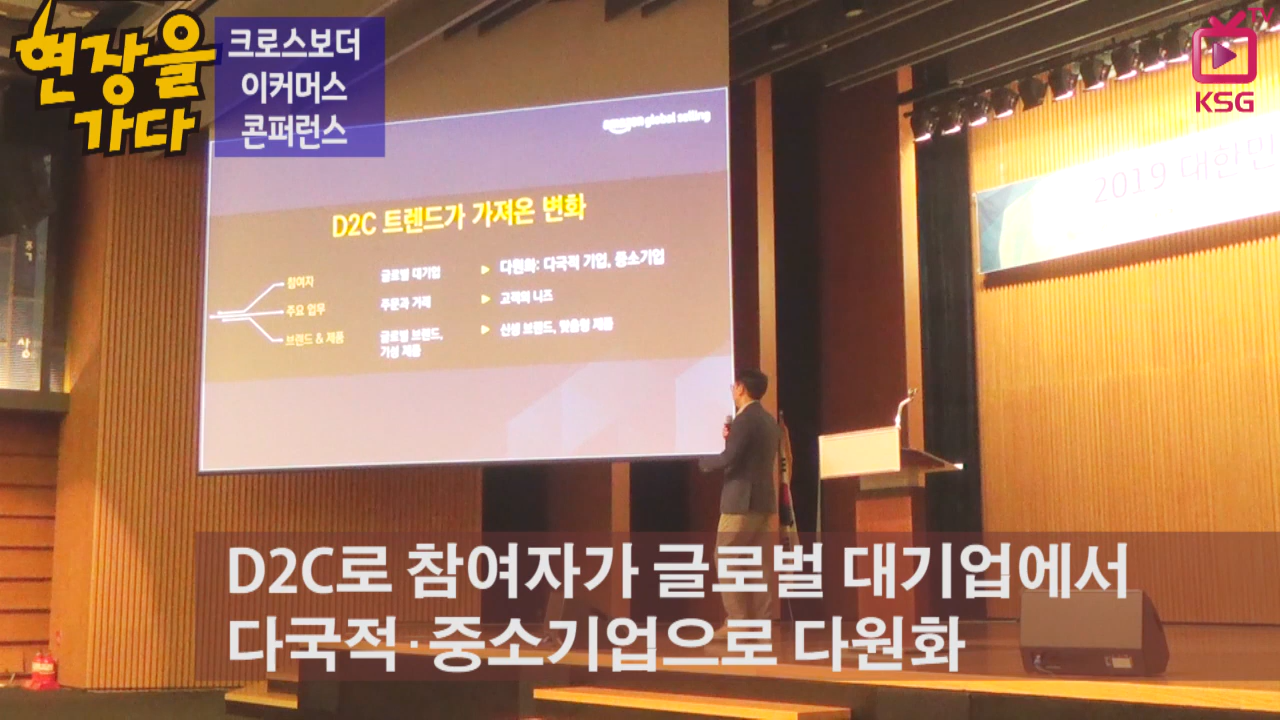 현장을
가다
크로스보더
이커머스
콘퍼런스
TV
KSG
amazon global selling
2019 대한민
D2C 트렌드가 가져온 변화
참여자 글로벌 대기업 ▶ 다원화: 다국적 기업, 중소기업
주요 업무 주문과 거래 ▶ 고객의 니즈
브랜드 & 제품 글로벌 브랜드, ▶ 신생 브랜드, 맞춤형 제품
기성 제품
D2C로 참여자가 글로벌 대기업에서
다국적·중소기업으로 다원화